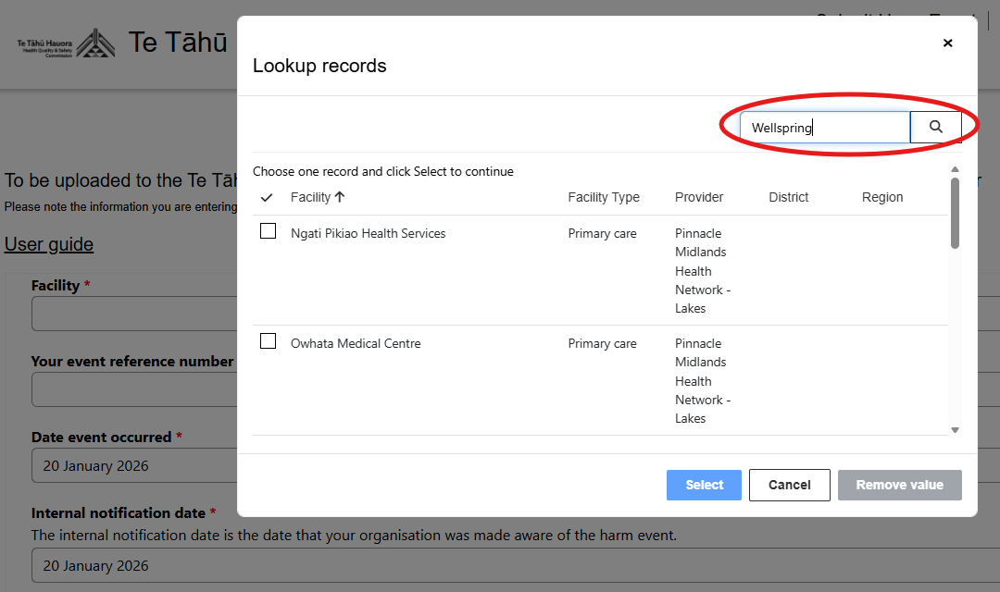 Te Tāhū Hauora
Health Quality & Safety
Commission
Te Tāhū
Lookup records
Wellspring
Choose one record and click Select to continue
Facility Facility Type Provider District Region
Ngati Pikiao Health Services Primary care Pinnacle
Midlands
Health
Network -
Lakes
Owhata Medical Centre Primary care Pinnacle
Midlands
Health
Network -
Lakes
Select Cancel Remove value
To be uploaded to the Te
Please note the information you are entering
User guide
Facility *
Your event reference number
Date event occurred *
20 January 2026
Internal notification date *
The internal notification date is the date that your organisation was made aware of the harm event.
20 January 2026